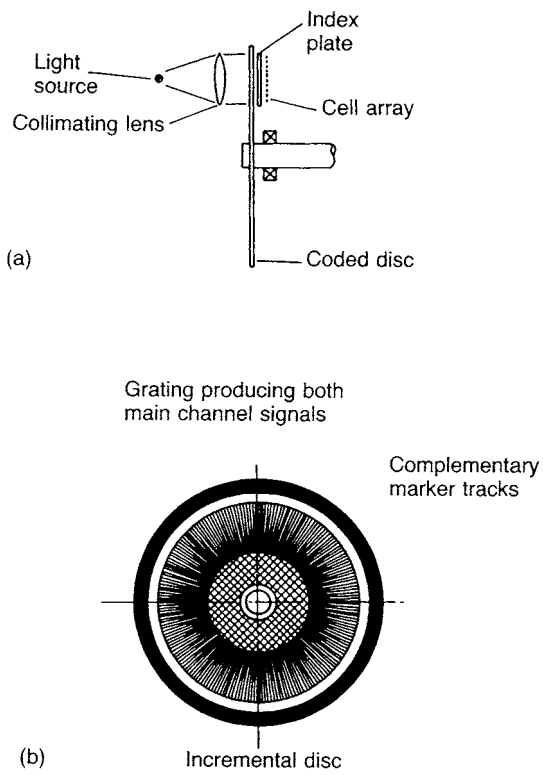 Index
plate
Light
source
Cell array
Collimating lens
(a)
Coded disc
Grating producing both
main channel signals
Complementary
marker tracks
(b)
Incremental disc